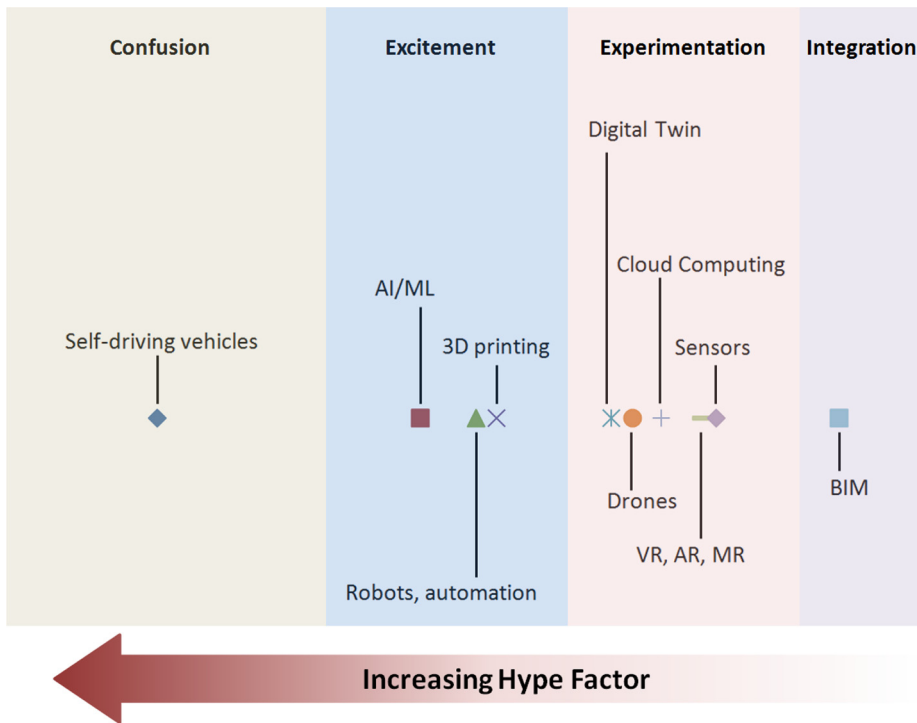 Confusion
Excitement
Experimentation
Integration
Digital Twin
Cloud Computing
AI/ML
Self-driving vehicles
3D printing
Sensors
Drones
BIM
VR, AR, MR
Robots, automation
Increasing Hype Factor